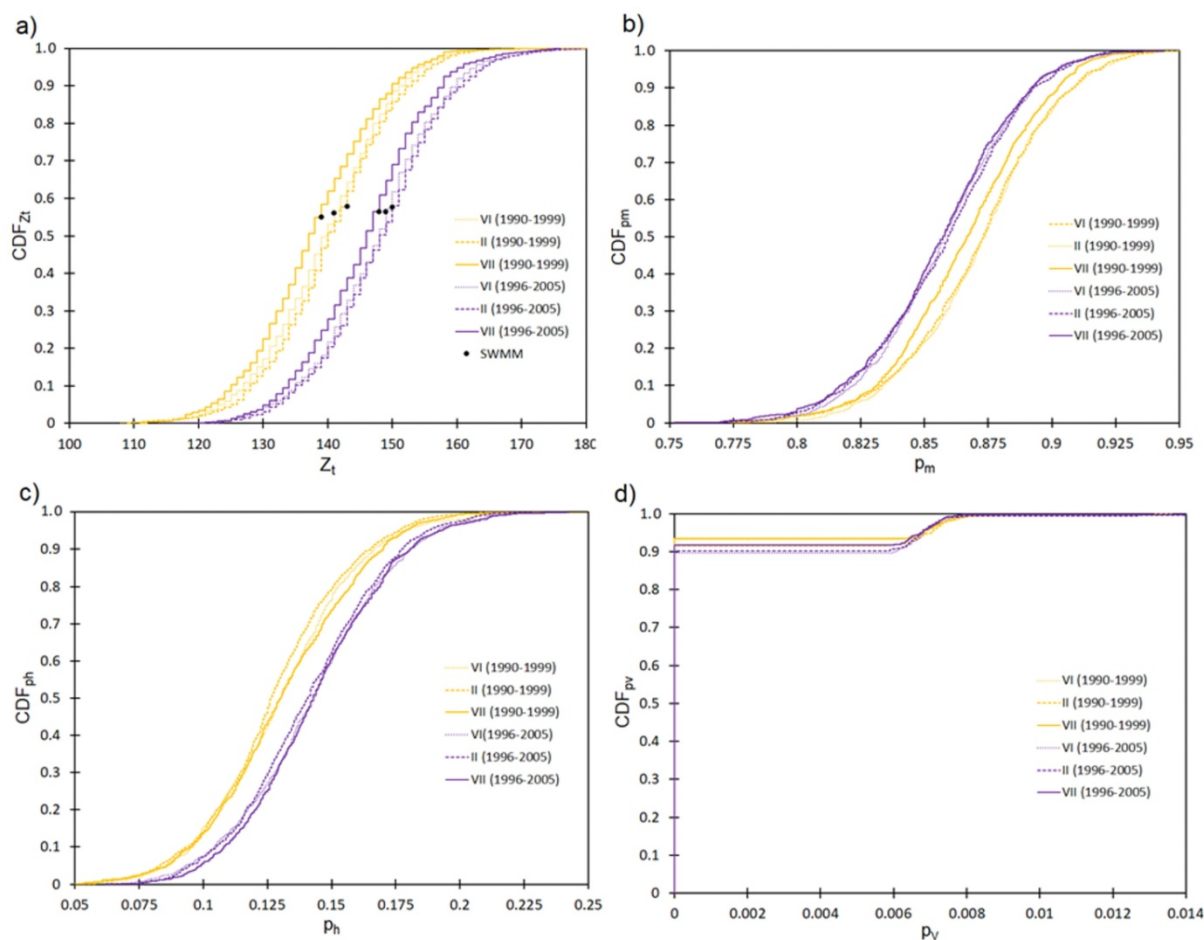 a)
1.0
0.9
0.8
0.7
0.6
0.5
0.4
0.3
0.2
0.1
0
CDFZt
100 110 120 130 140 150 160 170 180
Zt
VI (1990-1999)
II (1990-1999)
VII (1990-1999)
VI (1996-2005)
II (1996-2005)
VII (1996-2005)
SWMM
b)
1.0
0.9
0.8
0.7
0.6
0.5
0.4
0.3
0.2
0.1
0
CDFpm
0.75 0.775 0.8 0.825 0.85 0.875 0.9 0.925 0.95
pm
VI (1990-1999)
II (1990-1999)
VII (1990-1999)
VI (1996-2005)
II (1996-2005)
VII (1996-2005)
c)
1.0
0.9
0.8
0.7
0.6
0.5
0.4
0.3
0.2
0.1
0
CDFph
0.05 0.075 0.1 0.125 0.15 0.175 0.2 0.225 0.25
ph
VI (1990-1999)
II (1990-1999)
VII (1990-1999)
VI(1996-2005)
II (1996-2005)
VII (1996-2005)
d)
1.0
0.9
0.8
0.7
0.6
0.5
0.4
0.3
0.2
0.1
0
CDFpv
0 0.002 0.004 0.006 0.008 0.01 0.012 0.014
pV
VI (1990-1999)
II (1990-1999)
VII (1990-1999)
VI (1996-2005)
II (1996-2005)
VII (1996-2005)